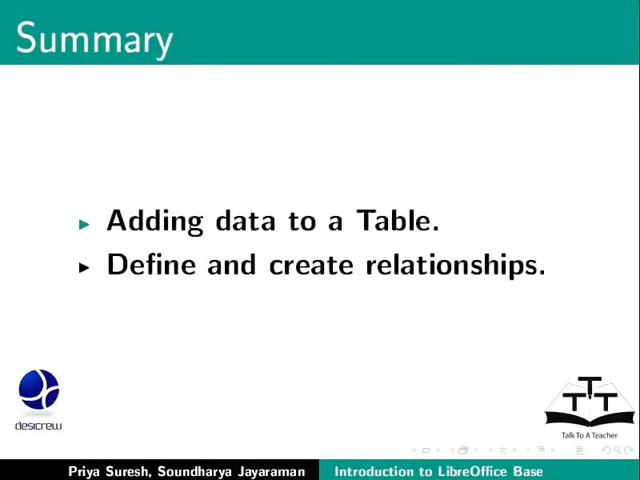 Summary
Adding data to a Table.
Define and create relationships.
desicrew
TTT
Talk To A Teacher
Priya Suresh, Soundharya Jayaraman Introduction to LibreOffice Base